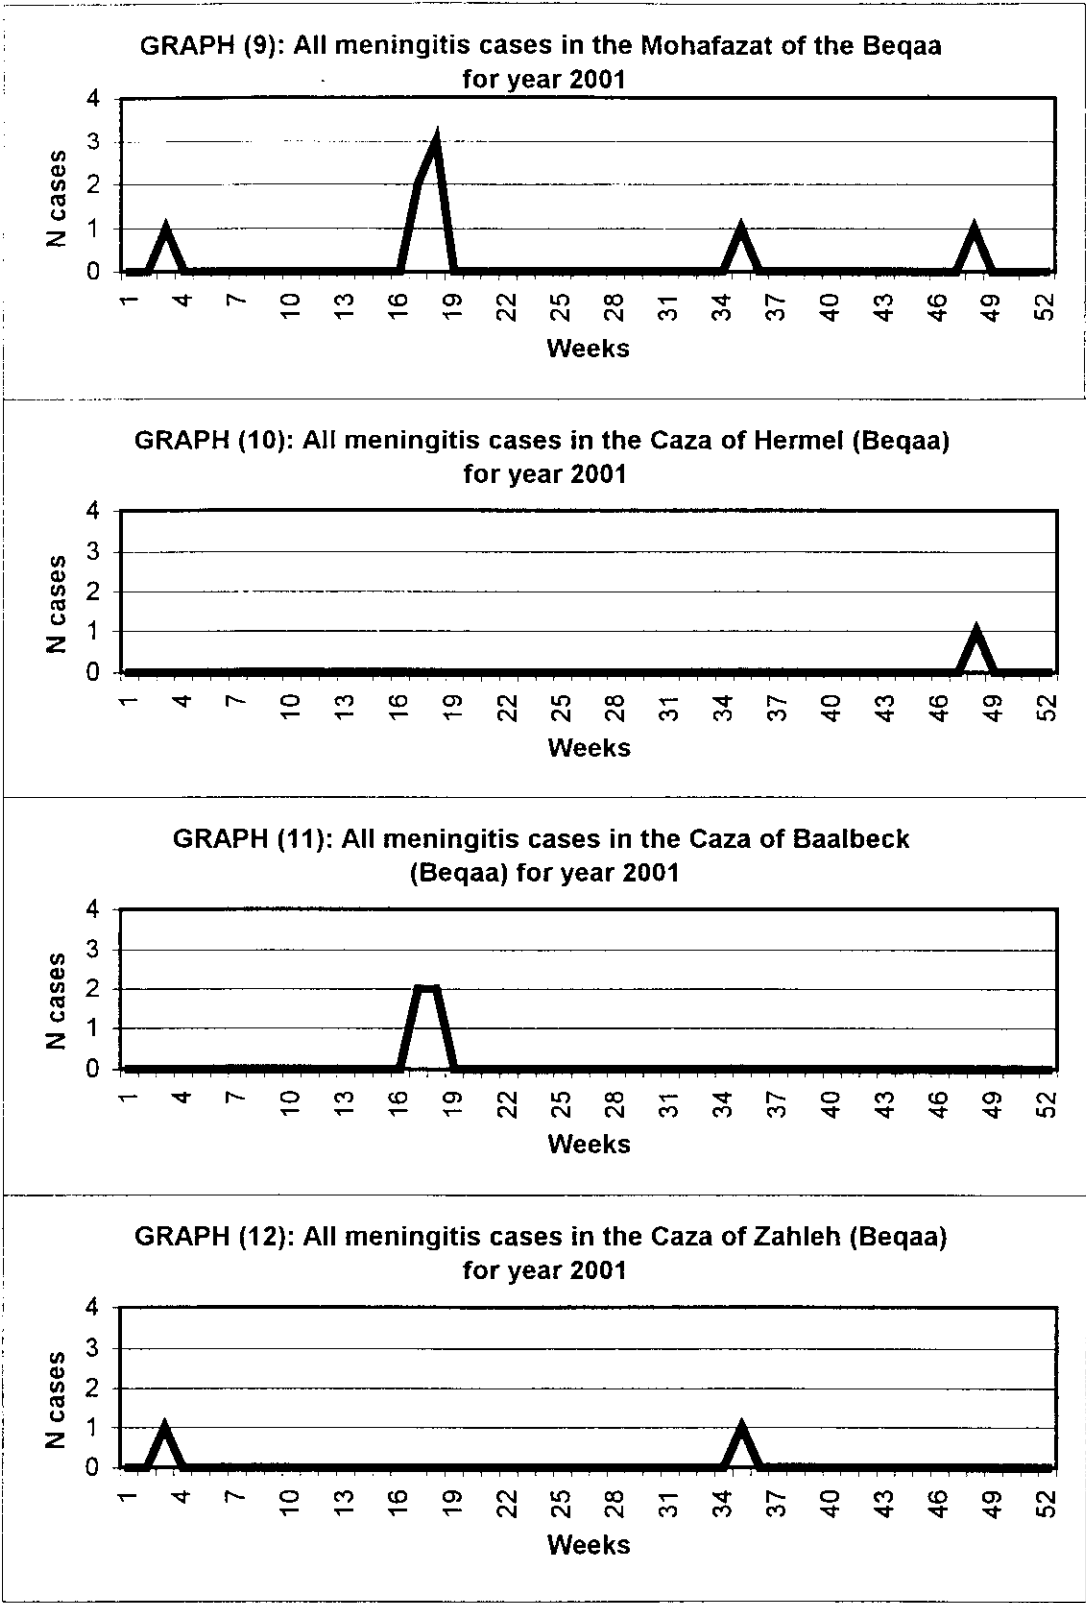 GRAPH (9): All meningitis cases in the Mohafazat of the Beqaa
for year 2001
N cases
4
3
2
1
0
1 4 7 10 13 16 19 22 25 28 31 34 37 40 43 46 49 52
Weeks
GRAPH (10): All meningitis cases in the Caza of Hermel (Beqaa)
for year 2001
N cases
4
3
2
1
0
1 4 7 10 13 16 19 22 25 28 31 34 37 40 43 46 49 52
Weeks
GRAPH (11): All meningitis cases in the Caza of Baalbeck
(Beqaa) for year 2001
N cases
4
3
2
1
0
1 4 7 10 13 16 19 22 25 28 31 34 37 40 43 46 49 52
Weeks
GRAPH (12): All meningitis cases in the Caza of Zahleh (Beqaa)
for year 2001
N cases
4
3
2
1
0
1 4 7 10 13 16 19 22 25 28 31 34 37 40 43 46 49 52
Weeks